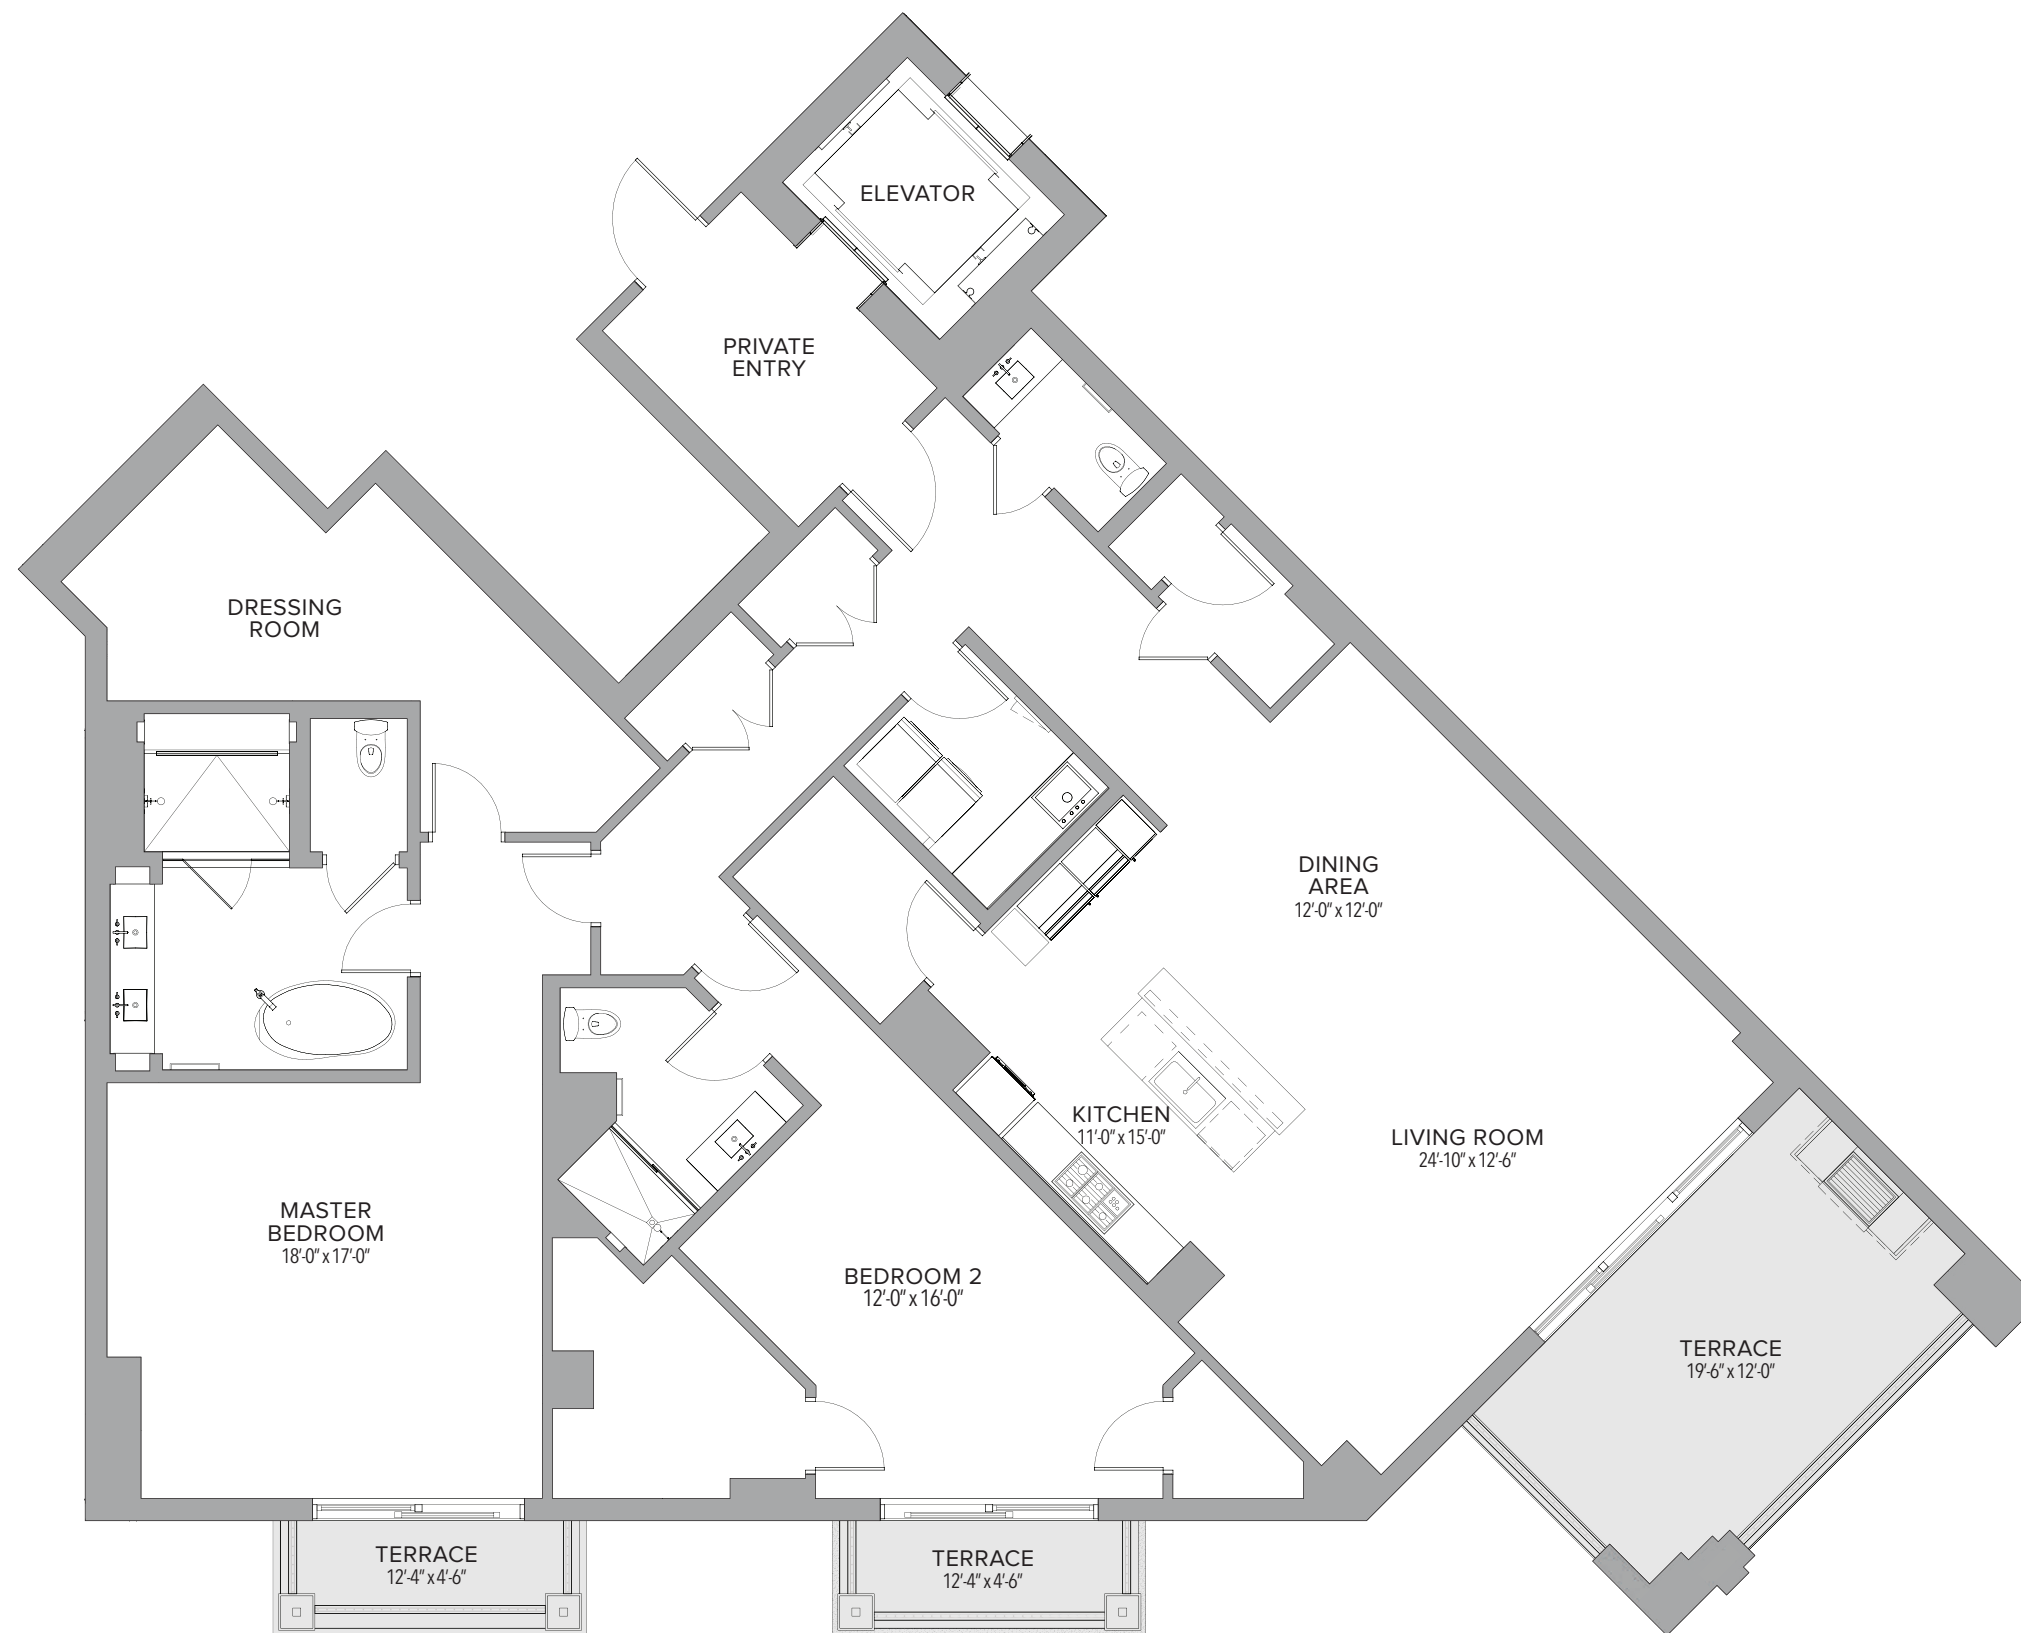 ELEVATOR
PRIVATE
ENTRY
DRESSING
ROOM
DINING
AREA
12'-0" x 12'-0"
KITCHEN
11'-0" x 15'-0"
LIVING ROOM
24'-10" x 12'-6"
MASTER
BEDROOM
18'-0" x 17'-0"
BEDROOM 2
12'-0" x 16'-0"
TERRACE
19'-6" x 12'-0"
TERRACE
12'-4" x 4'-6"
TERRACE
12'-4" x 4'-6"